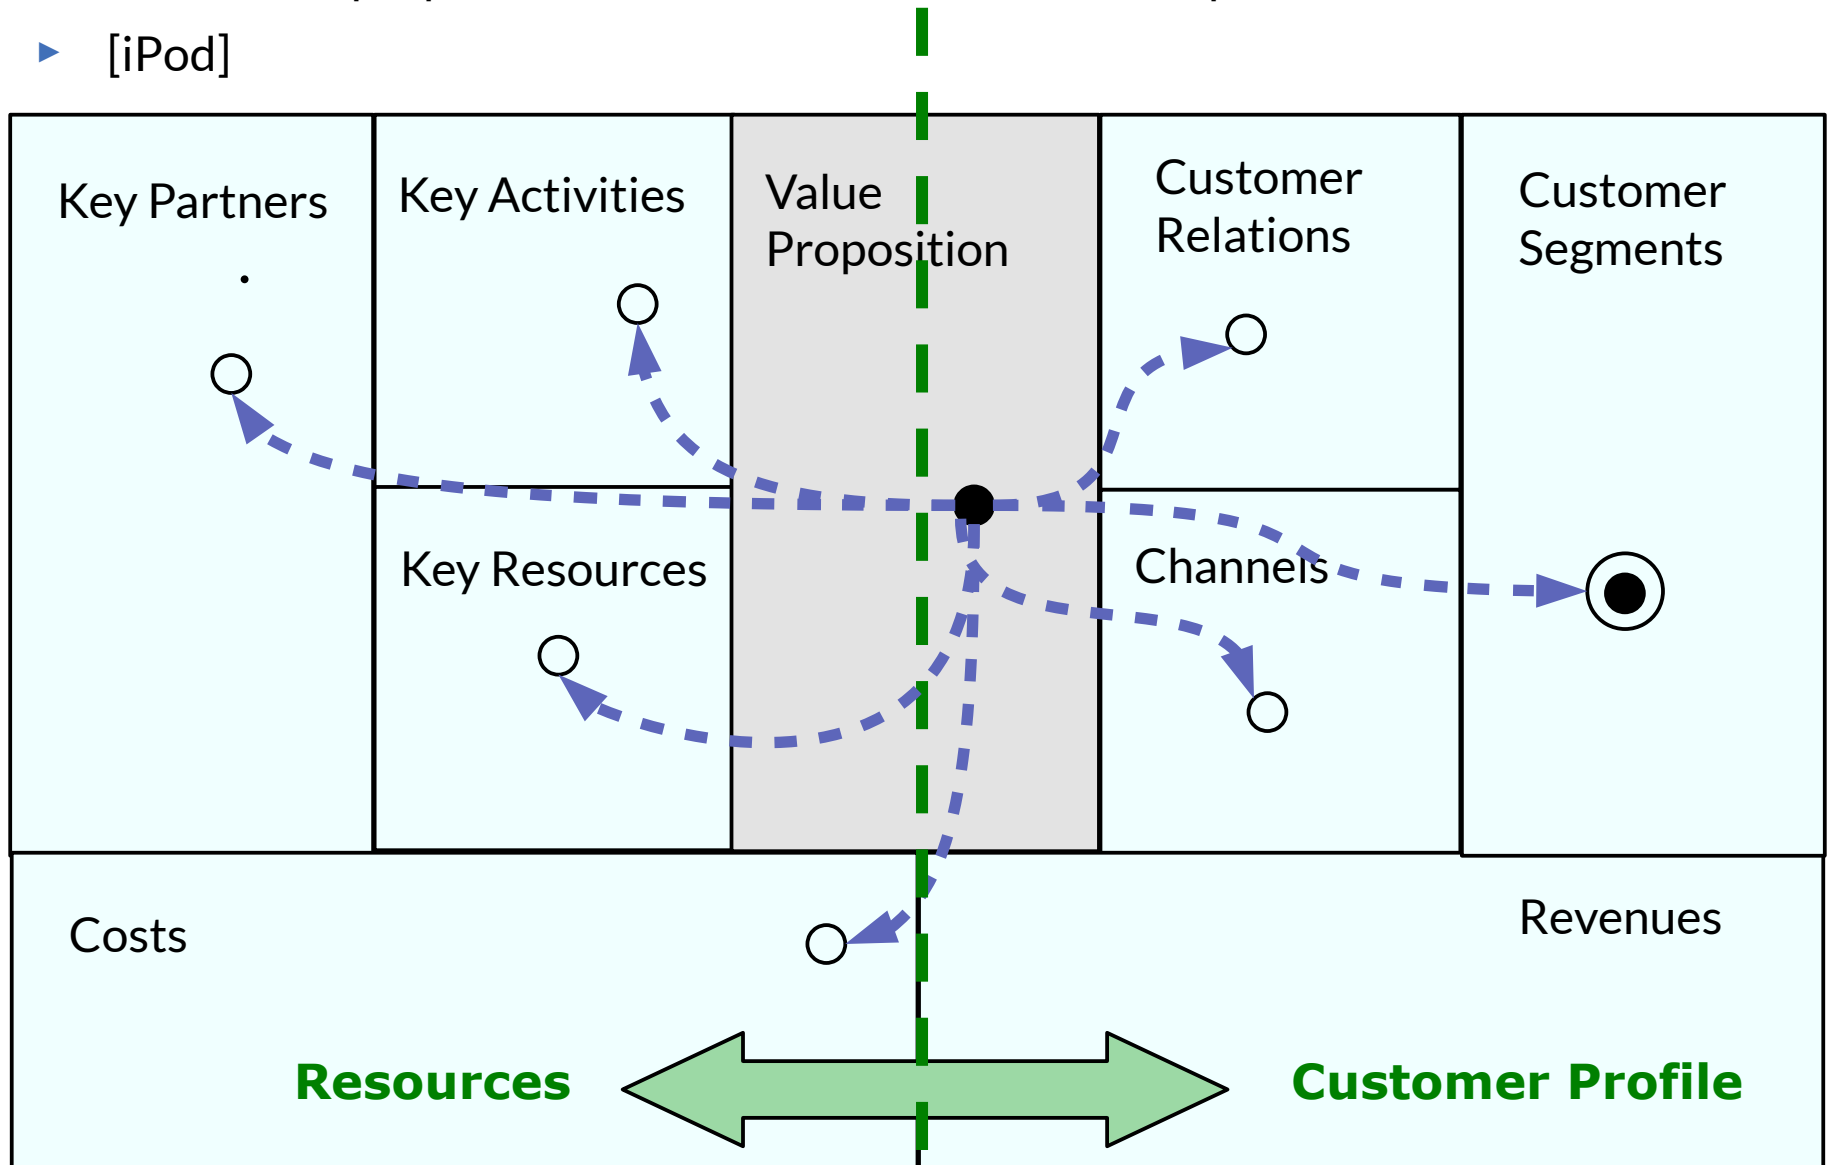 [iPod]
Key Partners
Key Activities
Value
Proposition
Customer
Relations
Customer
Segments
Key Resources
Channels
Costs
Revenues
Resources
Customer Profile